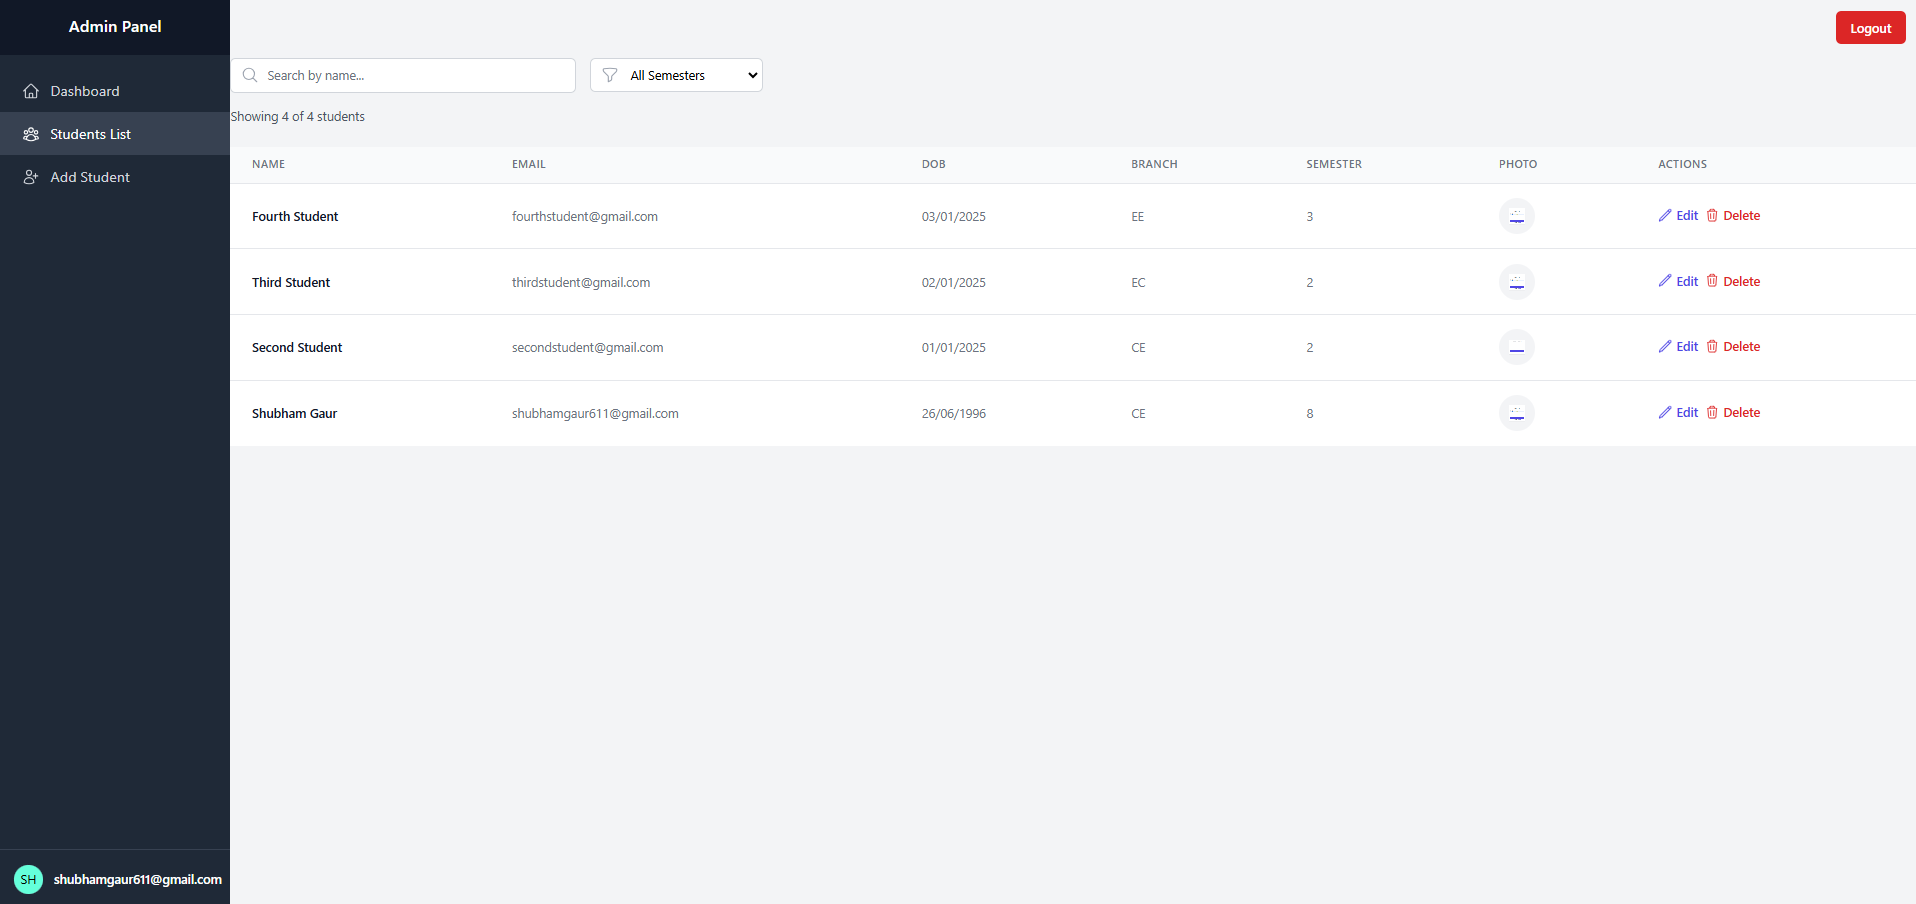 Admin Panel
Logout
Dashboard
Students List
Add Student
Search by name...
All Semesters
Showing 4 of 4 students
NAME EMAIL DOB BRANCH SEMESTER PHOTO ACTIONS
Fourth Student fourthstudent@gmail.com 03/01/2025 EE 3 Edit Delete
Third Student thirdstudent@gmail.com 02/01/2025 EC 2 Edit Delete
Second Student secondstudent@gmail.com 01/01/2025 CE 2 Edit Delete
Shubham Gaur shubhamgaur611@gmail.com 26/06/1996 CE 8 Edit Delete
SH shubhamgaur611@gmail.com